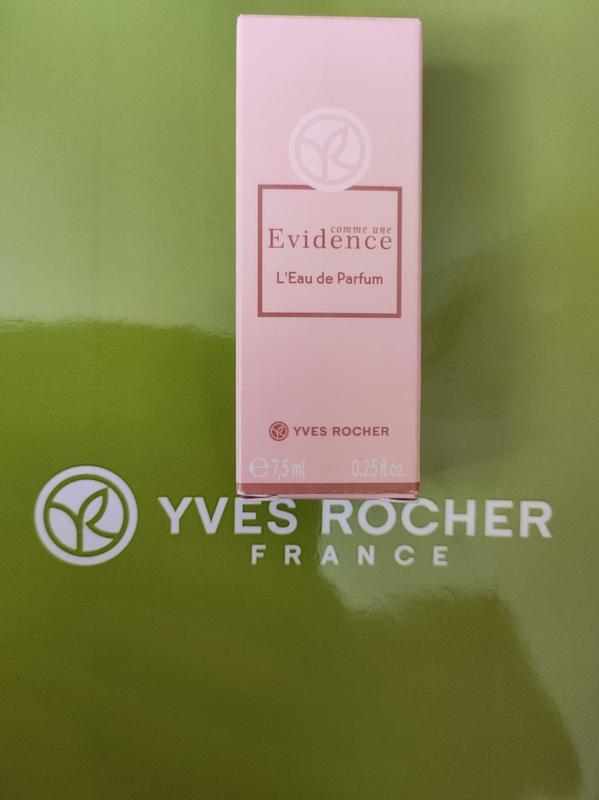 comme une
Evidence
L'Eau de Parfum
YVES ROCHER
e 7,5 ml 0.25 fl.oz.
YVES ROCHER
FRANCE